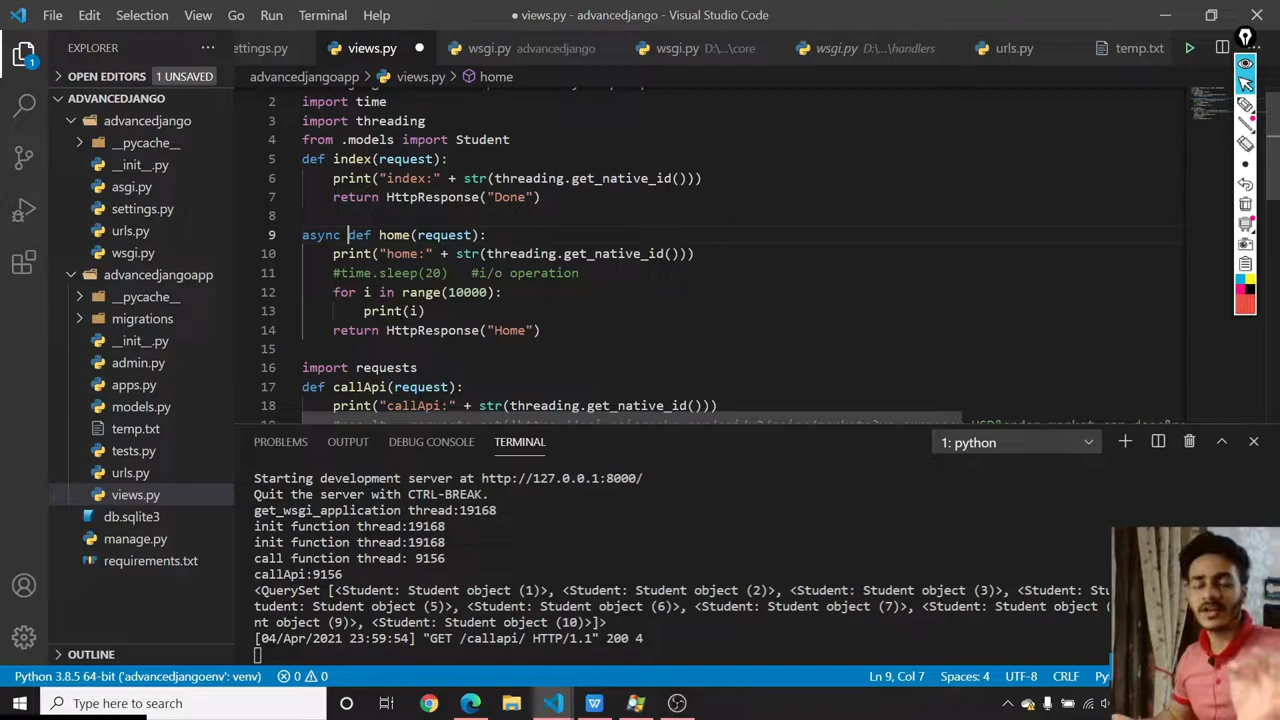 File Edit Selection View Go Run Terminal Help
● views.py - advancedjango - Visual Studio Code
EXPLORER
OPEN EDITORS 1 UNSAVED
ADVANCEDJANGO
advancedjango
__pycache__
__init__.py
asgi.py
settings.py
urls.py
wsgi.py
advancedjangoapp
__pycache__
migrations
__init__.py
admin.py
apps.py
models.py
temp.txt
tests.py
urls.py
views.py
db.sqlite3
manage.py
requirements.txt
OUTLINE
ettings.py views.py ● wsgi.py advancedjango wsgi.py D:\...\core wsgi.py D:\...\handlers urls.py temp.txt
advancedjangoapp > views.py > home
2 import time
3 import threading
4 from .models import Student
5 def index(request):
6 print("index:" + str(threading.get_native_id()))
7 return HttpResponse("Done")
8
9 async def home(request):
10 print("home:" + str(threading.get_native_id()))
11 #time.sleep(20) #i/o operation
12 for i in range(10000):
13 print(i)
14 return HttpResponse("Home")
15
16 import requests
17 def callApi(request):
18 print("callApi:" + str(threading.get_native_id()))
PROBLEMS OUTPUT DEBUG CONSOLE TERMINAL 1: python
Starting development server at http://127.0.0.1:8000/
Quit the server with CTRL-BREAK.
get_wsgi_application thread:19168
init function thread:19168
init function thread:19168
call function thread: 9156
callApi:9156
<QuerySet [<Student: Student object (1)>, <Student: Student object (2)>, <Student: Student object (3)>, <Student: Stu
tudent: Student object (5)>, <Student: Student object (6)>, <Student: Student object (7)>, <Student: Student object (
nt object (9)>, <Student: Student object (10)>]>
[04/Apr/2021 23:59:54] "GET /callapi/ HTTP/1.1" 200 4
Python 3.8.5 64-bit ('advancedjangoenv': venv) 0 0 Ln 9, Col 7 Spaces: 4 UTF-8 CRLF Py
Type here to search